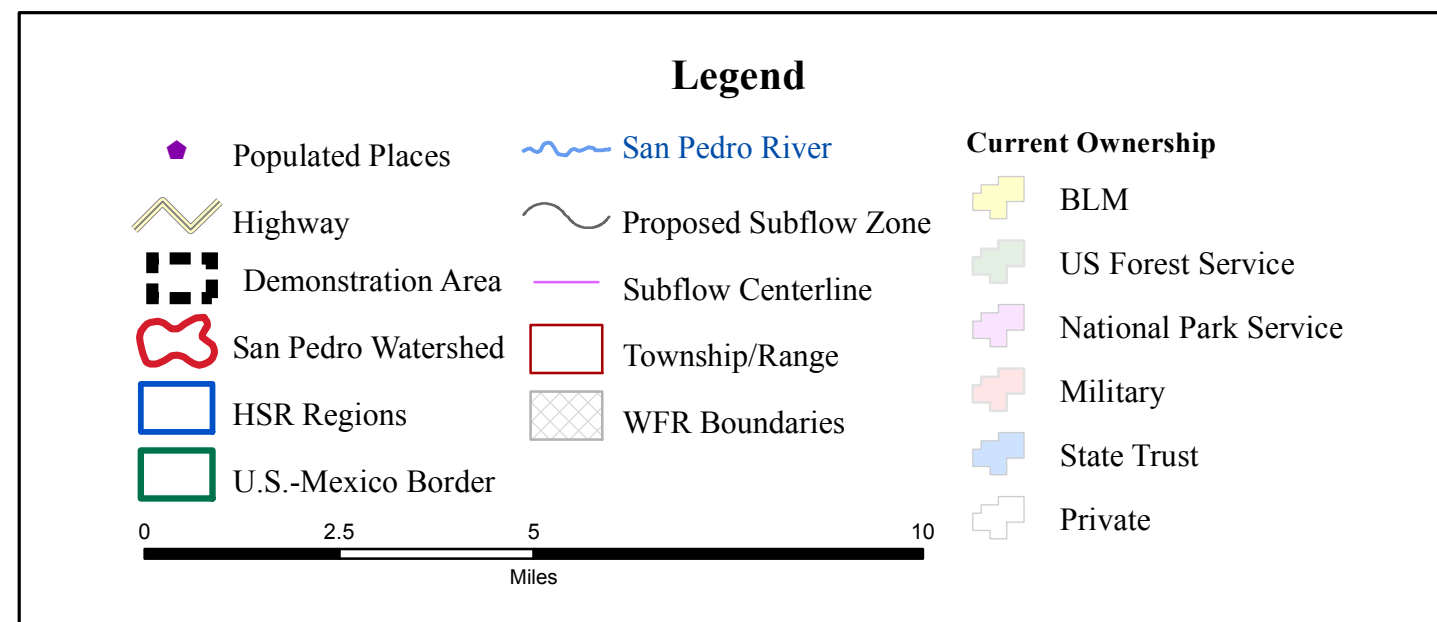 Legend
Populated Places
Highway
Demonstration Area
San Pedro Watershed
HSR Regions
U.S.-Mexico Border
San Pedro River
Proposed Subflow Zone
Subflow Centerline
Township/Range
WFR Boundaries
Current Ownership
BLM
US Forest Service
National Park Service
Military
State Trust
Private
0 2.5 5 10
Miles